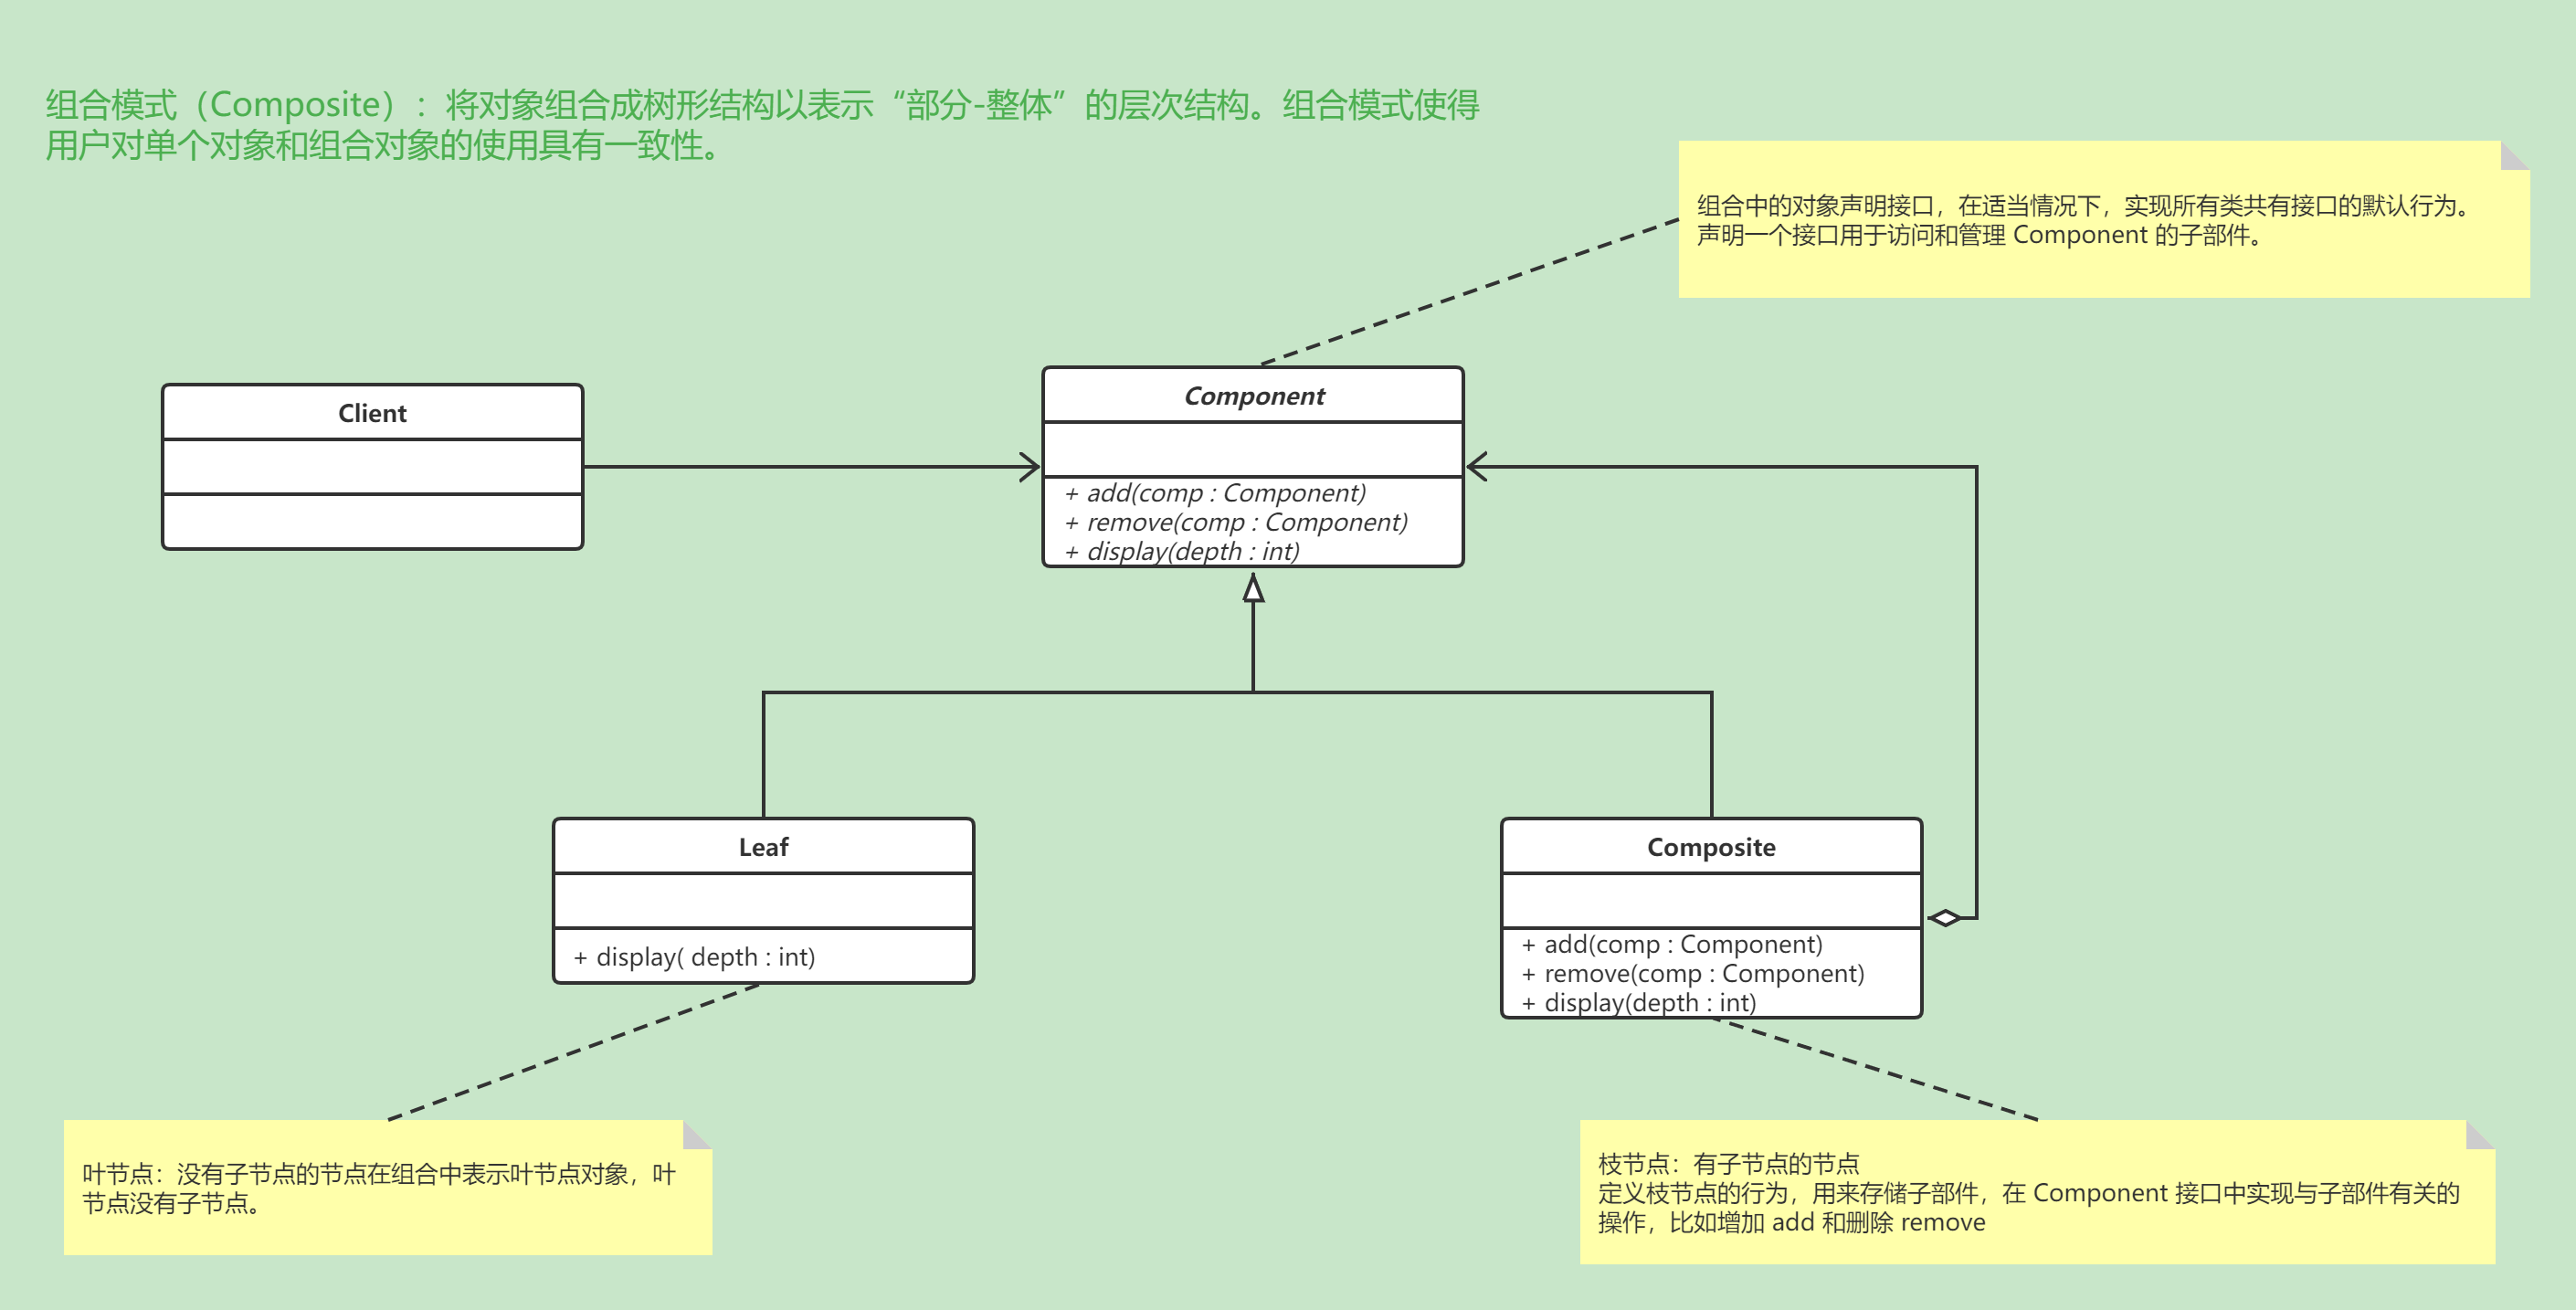 组合模式（Composite）：将对象组合成树形结构以表示“部分-整体”的层次结构。组合模式使得
用户对单个对象和组合对象的使用具有一致性。
组合中的对象声明接口，在适当情况下，实现所有类共有接口的默认行为。
声明一个接口用于访问和管理 Component 的子部件。
Client
Component
+ add(comp : Component)
+ remove(comp : Component)
+ display(depth : int)
Leaf
+ display( depth : int)
Composite
+ add(comp : Component)
+ remove(comp : Component)
+ display(depth : int)
叶节点：没有子节点的节点在组合中表示叶节点对象，叶
节点没有子节点。
枝节点：有子节点的节点
定义枝节点的行为，用来存储子部件，在 Component 接口中实现与子部件有关的
操作，比如增加 add 和删除 remove